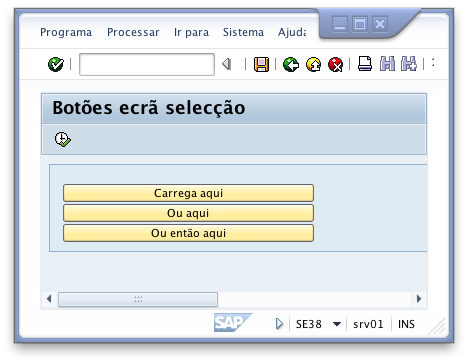 Programa Processar Ir para Sistema Ajuda
Botões ecrã selecção
Carrega aqui
Ou aqui
Ou então aqui
SAP SE38 srv01 INS